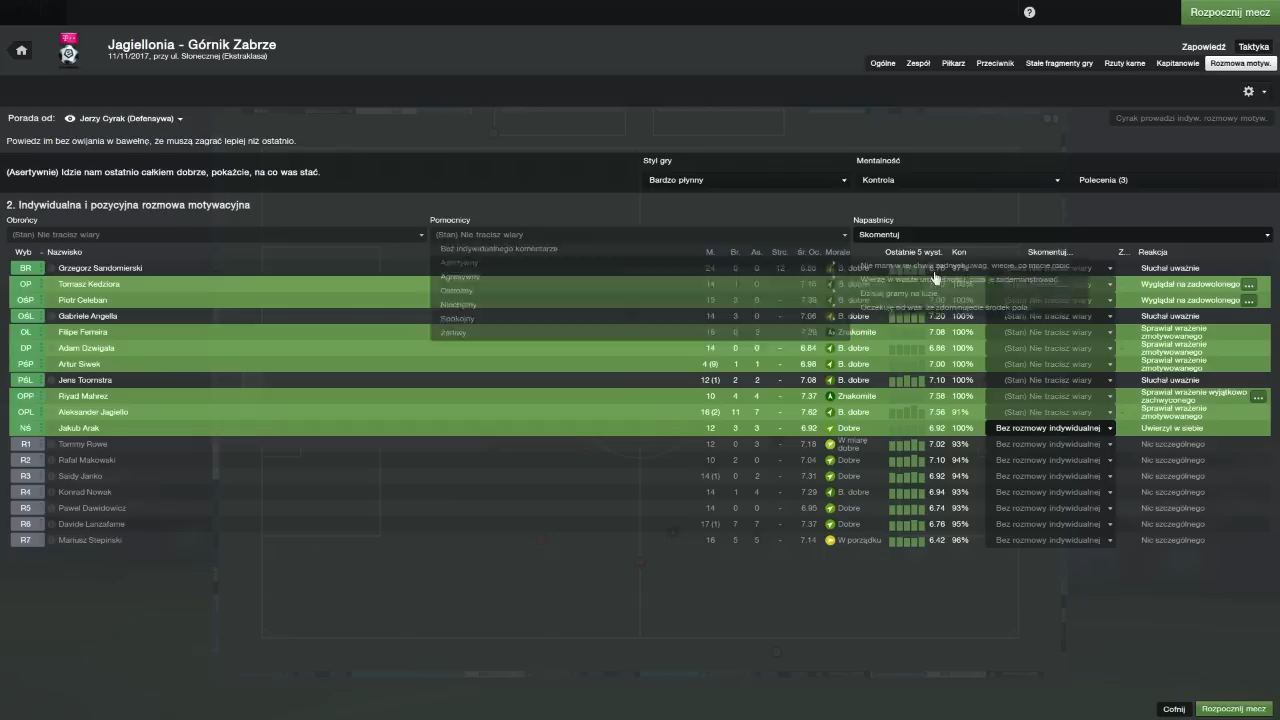 Rozpocznij mecz
Jagiellonia - Górnik Zabrze
11/11/2017, przy ul. Słonecznej (Ekstraklasa)
Zapowiedź Taktyka
Ogólne Zespół Piłkarz Przeciwnik Stałe fragmenty gry Rzuty karne Kapitanowie Rozmowa motyw.
Porada od: Jerzy Cyrak (Defensywa)
Cyrak prowadzi indyw. rozmowy motyw.
Powiedz im bez owijania w bawełnę, że muszą zagrać lepiej niż ostatnio.
Styl gry Mentalność
(Asertywnie) Idzie nam ostatnio całkiem dobrze, pokażcie, na co was stać.
Bardzo płynny Kontrola Polecenia (3)
2. Indywidualna i pozycyjna rozmowa motywacyjna
Obrońcy Pomocnicy Napastnicy
(Stan) Nie tracisz wiary (Stan) Nie tracisz wiary Skomentuj
Bez indywidualnego komentarza
Wyb Nazwisko M. Br. As. Strz. Śr. Oc. Morale Ostatnie 5 wyst. Kon Skomentuj... Z... Reakcja
BR Grzegorz Sandomierski Słuchał uważnie
OP Tomasz Kedziora Wyglądał na zadowolonego ...
OŚP Piotr Celeban Wyglądał na zadowolonego ...
OŚL Gabriele Angella 14 3 0 - 7.06 B. dobre 7.20 100% (Stan) Nie tracisz wiary Słuchał uważnie
OL Filipe Ferreira Znakomite 7.08 100% (Stan) Nie tracisz wiary Sprawiał wrażenie zmotywowanego
DP Adam Dzwigala 14 0 0 - 6.84 B. dobre 6.86 100% (Stan) Nie tracisz wiary Sprawiał wrażenie zmotywowanego
PŚP Artur Siwek 4 (9) 1 1 - 6.98 B. dobre 7.00 100% (Stan) Nie tracisz wiary Sprawiał wrażenie zmotywowanego
PŚL Jens Toornstra 12 (1) 2 2 - 7.08 B. dobre 7.10 100% (Stan) Nie tracisz wiary Słuchał uważnie
OPP Riyad Mahrez 10 4 4 - 7.37 Znakomite 7.58 100% (Stan) Nie tracisz wiary Sprawiał wrażenie wyjątkowo zachwyconego ...
OPL Aleksander Jagiello 16 (2) 11 7 - 7.62 B. dobre 7.56 91% (Stan) Nie tracisz wiary Sprawiał wrażenie zmotywowanego
NŚ Jakub Arak 12 3 3 - 6.92 Dobre 6.92 100% Bez rozmowy indywidualnej Uwierzył w siebie
R1 Tommy Rowe 12 0 3 - 7.18 W miarę dobre 7.02 93% Bez rozmowy indywidualnej Nic szczególnego
R2 Rafal Makowski 10 2 0 - 7.04 Dobre 7.10 94% Bez rozmowy indywidualnej Nic szczególnego
R3 Saidy Janko 14 (1) 0 2 - 7.31 Dobre 6.92 94% Bez rozmowy indywidualnej Nic szczególnego
R4 Konrad Nowak 14 1 4 - 7.29 B. dobre 6.94 93% Bez rozmowy indywidualnej Nic szczególnego
R5 Pawel Dawidowicz 14 0 0 - 6.95 Dobre 6.74 93% Bez rozmowy indywidualnej Nic szczególnego
R6 Davide Lanzafame 17 (1) 7 7 - 7.37 Dobre 6.76 95% Bez rozmowy indywidualnej Nic szczególnego
R7 Mariusz Stepinski 16 5 5 - 7.14 W porządku 6.42 96% Bez rozmowy indywidualnej Nic szczególnego
Cofnij Rozpocznij mecz